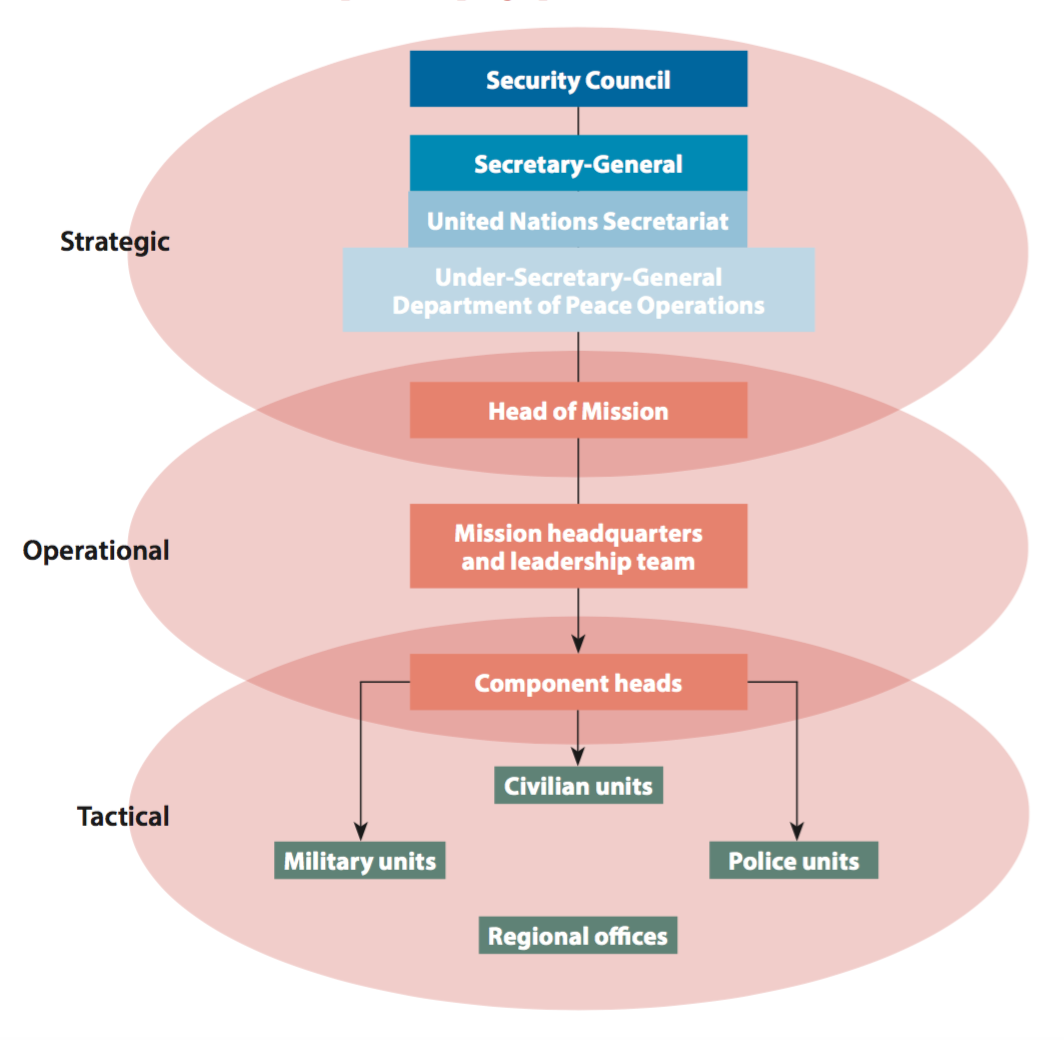 Security Council
Secretary-General
United Nations Secretariat
Strategic
Under-Secretary-General
Department of Peace Operations
Head of Mission
Mission headquarters
and leadership team
Operational
Component heads
Civilian units
Tactical
Military units
Police units
Regional offices